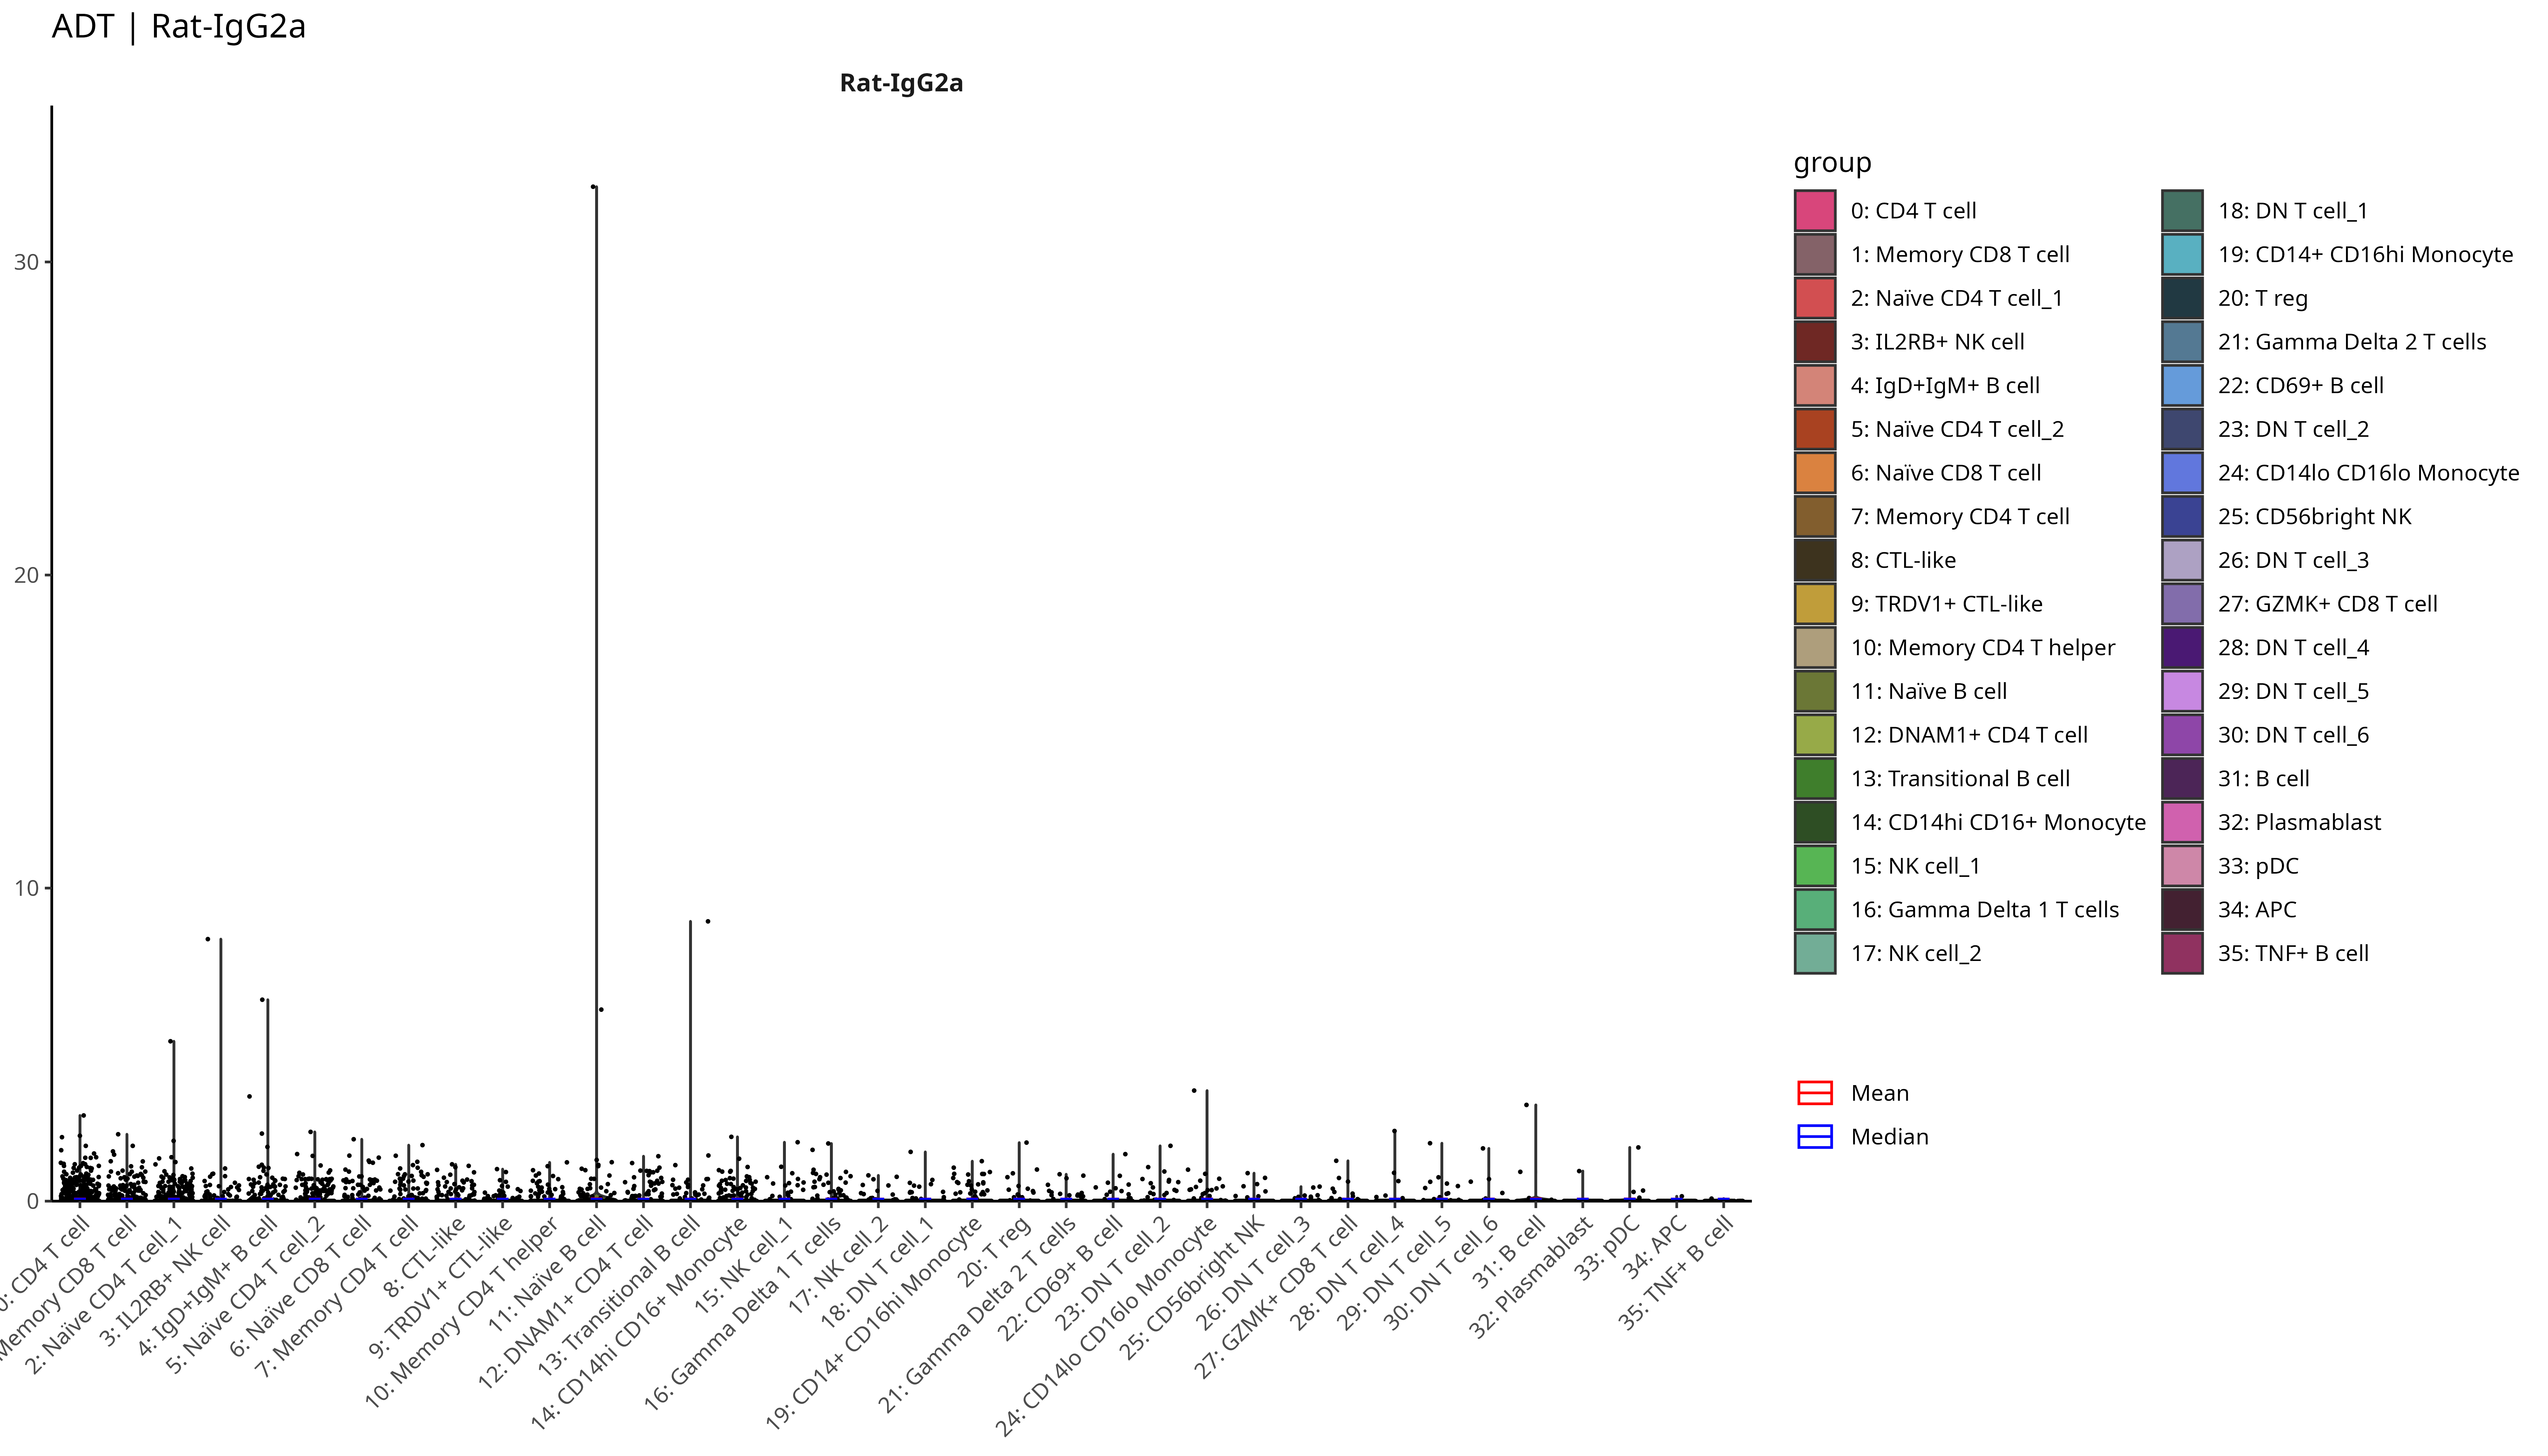 ADT | Rat-IgG2a
Rat-IgG2a
30
20
10
0
0: CD4 T cell
Memory CD8 T cell
2: Naïve CD4 T cell_1
3: IL2RB+ NK cell
4: IgD+IgM+ B cell
5: Naïve CD4 T cell_2
6: Naïve CD8 T cell
7: Memory CD4 T cell
8: CTL-like
9: TRDV1+ CTL-like
10: Memory CD4 T helper
11: Naïve B cell
12: DNAM1+ CD4 T cell
13: Transitional B cell
14: CD14hi CD16+ Monocyte
15: NK cell_1
16: Gamma Delta 1 T cells
17: NK cell_2
18: DN T cell_1
19: CD14+ CD16hi Monocyte
20: T reg
21: Gamma Delta 2 T cells
22: CD69+ B cell
23: DN T cell_2
24: CD14lo CD16lo Monocyte
25: CD56bright NK
26: DN T cell_3
27: GZMK+ CD8 T cell
28: DN T cell_4
29: DN T cell_5
30: DN T cell_6
31: B cell
32: Plasmablast
33: pDC
34: APC
35: TNF+ B cell
group
0: CD4 T cell
1: Memory CD8 T cell
2: Naïve CD4 T cell_1
3: IL2RB+ NK cell
4: IgD+IgM+ B cell
5: Naïve CD4 T cell_2
6: Naïve CD8 T cell
7: Memory CD4 T cell
8: CTL-like
9: TRDV1+ CTL-like
10: Memory CD4 T helper
11: Naïve B cell
12: DNAM1+ CD4 T cell
13: Transitional B cell
14: CD14hi CD16+ Monocyte
15: NK cell_1
16: Gamma Delta 1 T cells
17: NK cell_2
18: DN T cell_1
19: CD14+ CD16hi Monocyte
20: T reg
21: Gamma Delta 2 T cells
22: CD69+ B cell
23: DN T cell_2
24: CD14lo CD16lo Monocyte
25: CD56bright NK
26: DN T cell_3
27: GZMK+ CD8 T cell
28: DN T cell_4
29: DN T cell_5
30: DN T cell_6
31: B cell
32: Plasmablast
33: pDC
34: APC
35: TNF+ B cell
Mean
Median